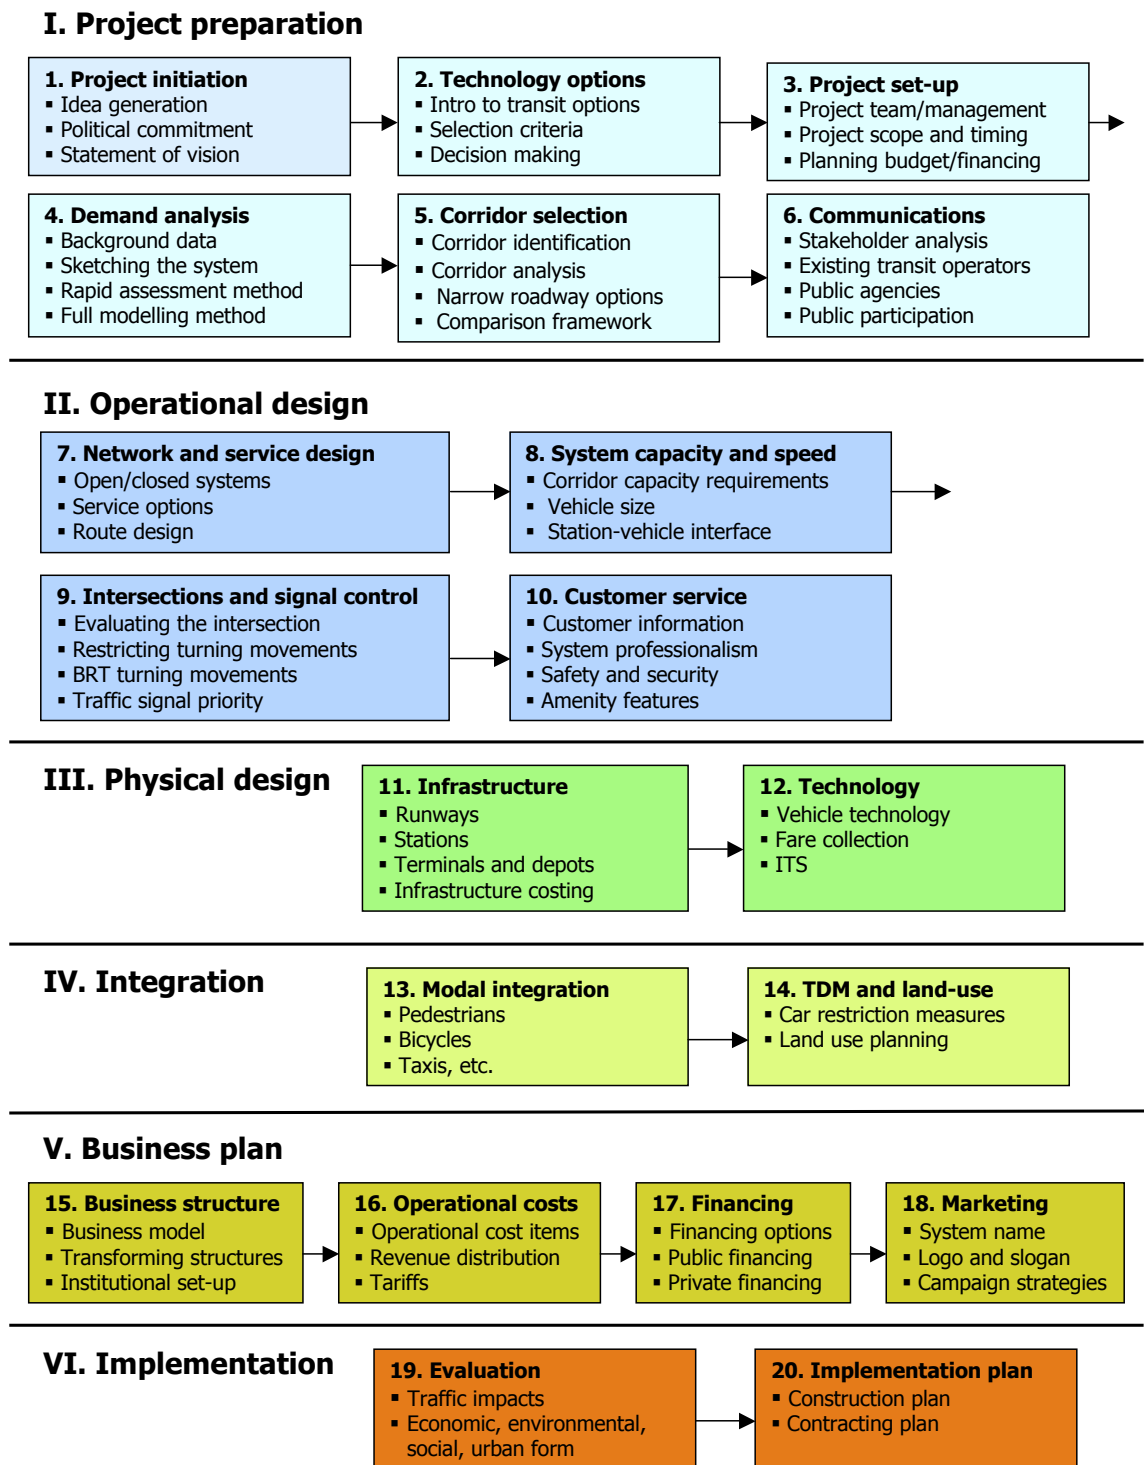 I. Project preparation
1. Project initiation
▪ Idea generation
▪ Political commitment
▪ Statement of vision
2. Technology options
▪ Intro to transit options
▪ Selection criteria
▪ Decision making
3. Project set-up
▪ Project team/management
▪ Project scope and timing
▪ Planning budget/financing
4. Demand analysis
▪ Background data
▪ Sketching the system
▪ Rapid assessment method
▪ Full modelling method
5. Corridor selection
▪ Corridor identification
▪ Corridor analysis
▪ Narrow roadway options
▪ Comparison framework
6. Communications
▪ Stakeholder analysis
▪ Existing transit operators
▪ Public agencies
▪ Public participation
II. Operational design
7. Network and service design
▪ Open/closed systems
▪ Service options
▪ Route design
8. System capacity and speed
▪ Corridor capacity requirements
▪ Vehicle size
▪ Station-vehicle interface
9. Intersections and signal control
▪ Evaluating the intersection
▪ Restricting turning movements
▪ BRT turning movements
▪ Traffic signal priority
10. Customer service
▪ Customer information
▪ System professionalism
▪ Safety and security
▪ Amenity features
III. Physical design
11. Infrastructure
▪ Runways
▪ Stations
▪ Terminals and depots
▪ Infrastructure costing
12. Technology
▪ Vehicle technology
▪ Fare collection
▪ ITS
IV. Integration
13. Modal integration
▪ Pedestrians
▪ Bicycles
▪ Taxis, etc.
14. TDM and land-use
▪ Car restriction measures
▪ Land use planning
V. Business plan
15. Business structure
▪ Business model
▪ Transforming structures
▪ Institutional set-up
16. Operational costs
▪ Operational cost items
▪ Revenue distribution
▪ Tariffs
17. Financing
▪ Financing options
▪ Public financing
▪ Private financing
18. Marketing
▪ System name
▪ Logo and slogan
▪ Campaign strategies
VI. Implementation
19. Evaluation
▪ Traffic impacts
▪ Economic, environmental,
social, urban form
20. Implementation plan
▪ Construction plan
▪ Contracting plan